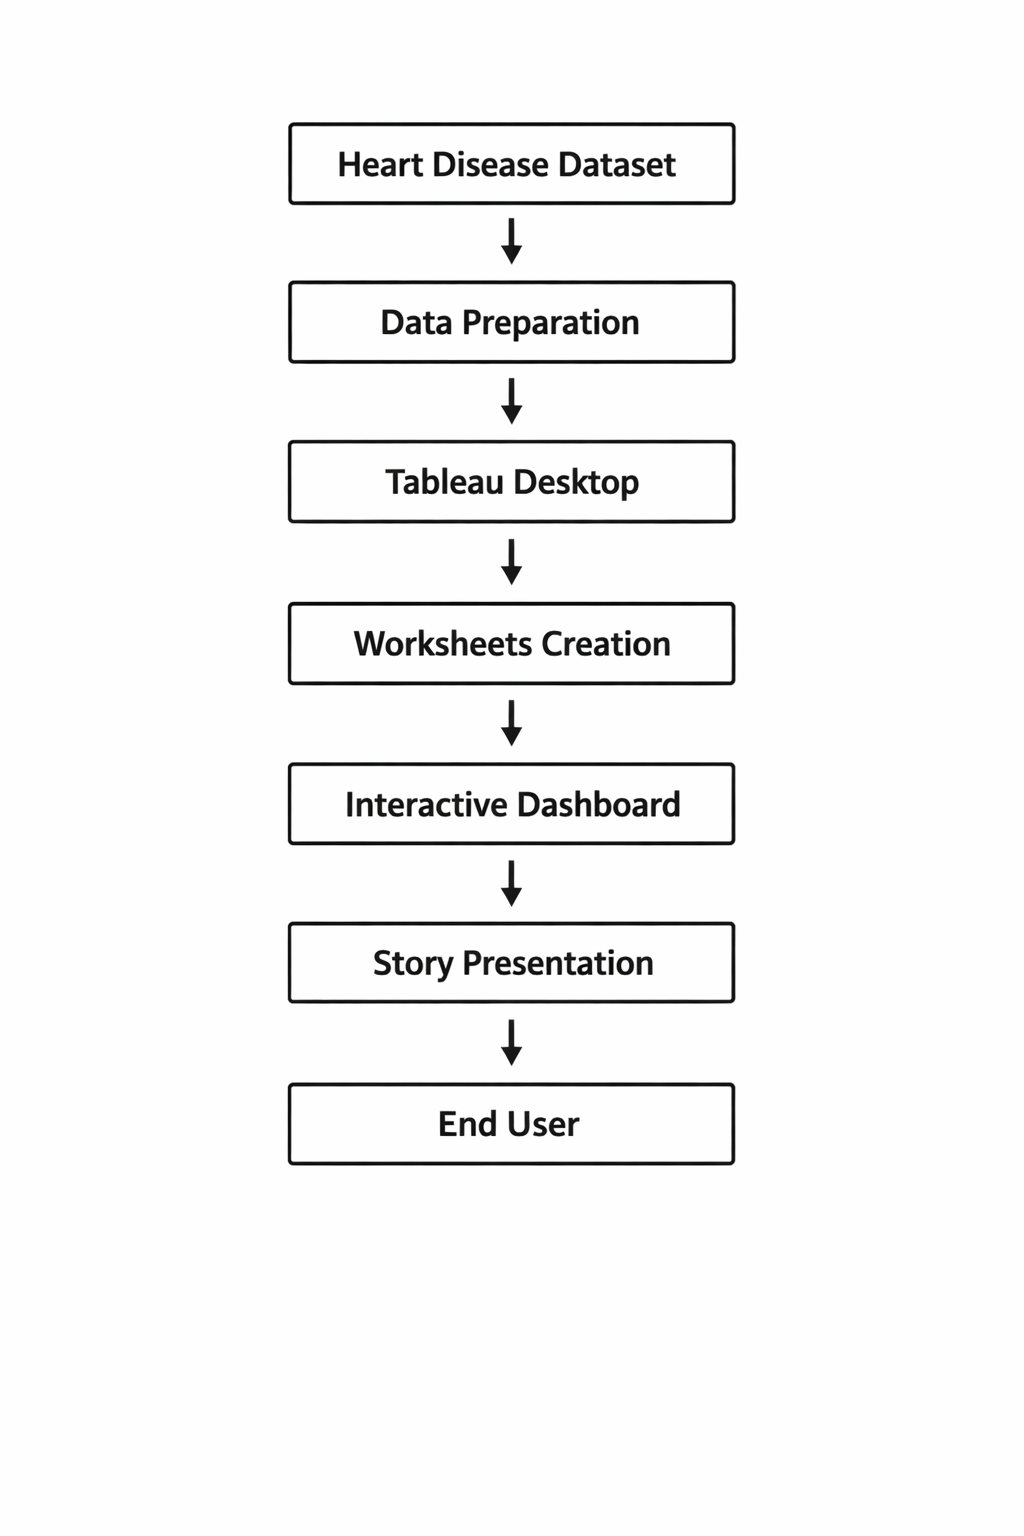 Heart Disease Dataset
Data Preparation
Tableau Desktop
Worksheets Creation
Interactive Dashboard
Story Presentation
End User